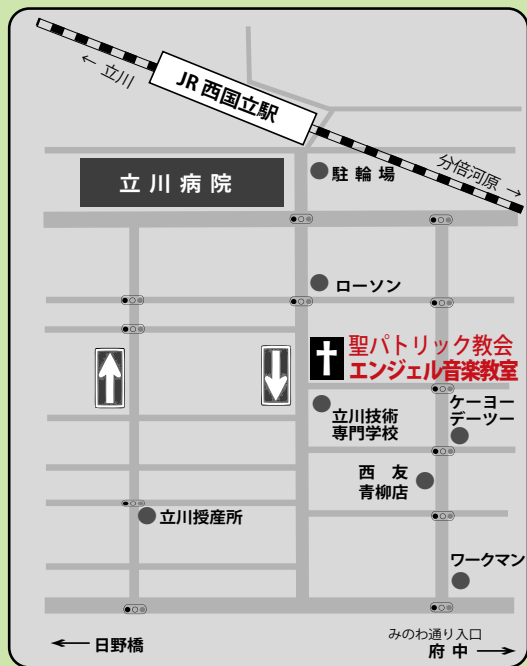 ← 立川
JR 西国立駅
分倍河原 →
立川病院
駐輪場
ローソン
聖パトリック教会
エンジェル音楽教室
立川技術
専門学校
ケーヨー
デーツー
西 友
青柳店
立川授産所
ワークマン
← 日野橋
みのわ通り入口
府 中 →